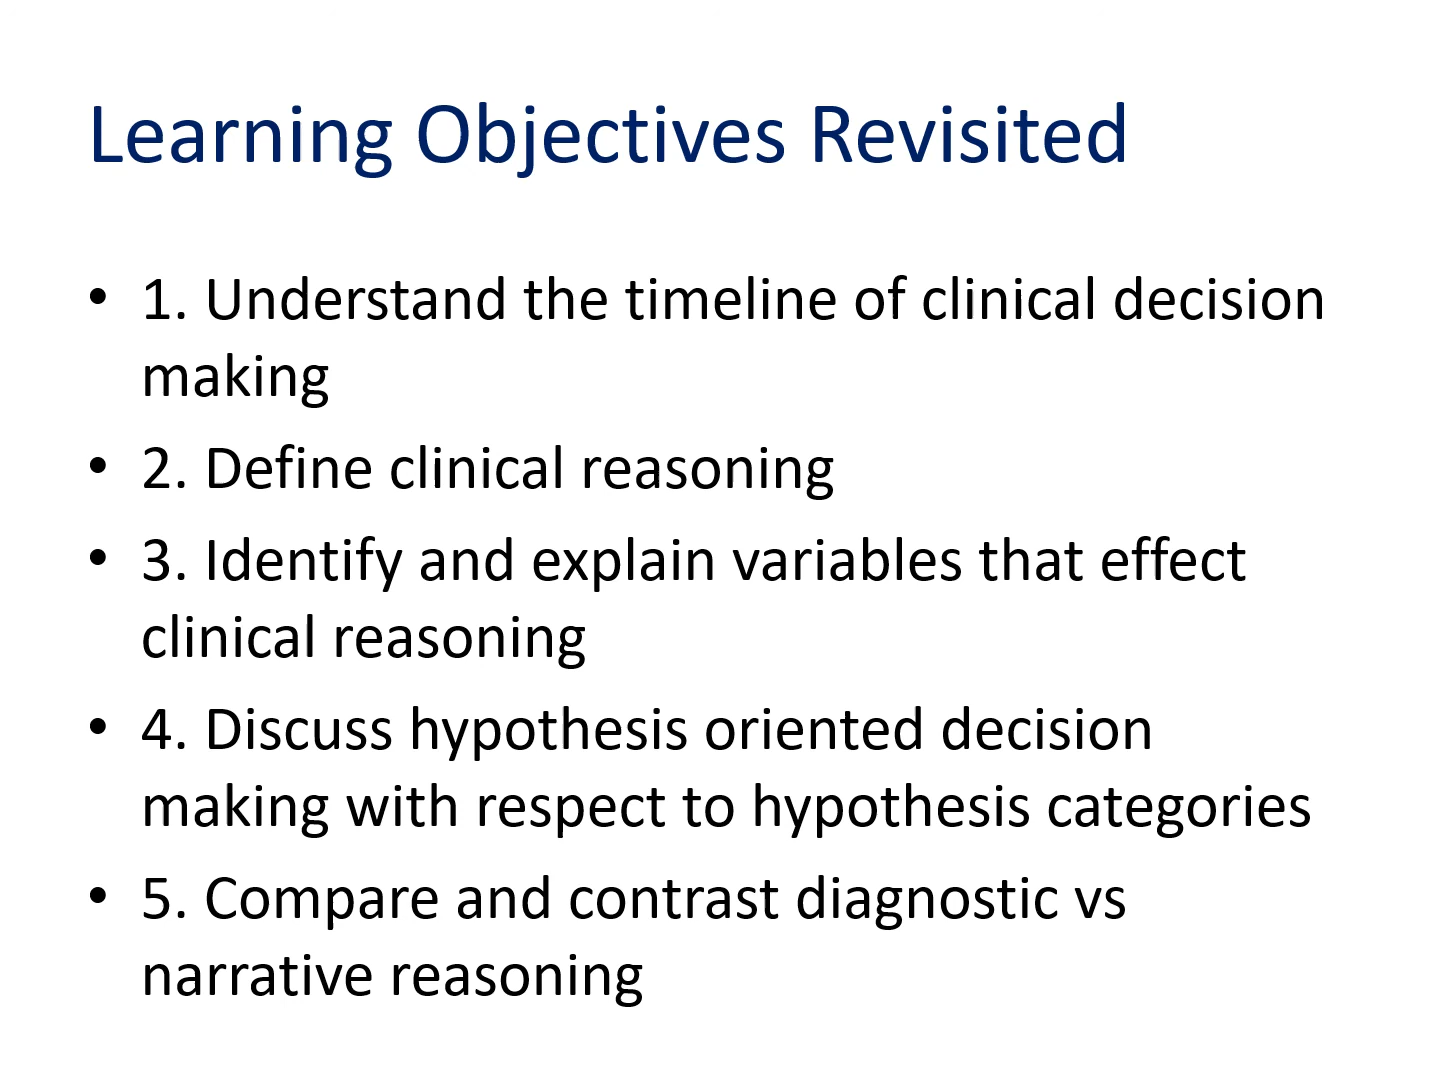 Learning Objectives Revisited
• 1. Understand the timeline of clinical decision
making
• 2. Define clinical reasoning
• 3. Identify and explain variables that effect
clinical reasoning
• 4. Discuss hypothesis oriented decision
making with respect to hypothesis categories
• 5. Compare and contrast diagnostic vs
narrative reasoning